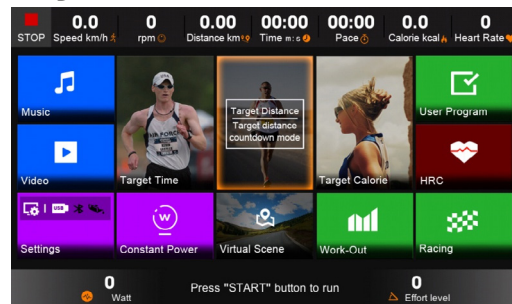 0.0 0 0.00 00:00 00:00 0.0 0
STOP Speed km/h rpm Distance km Time m: s Pace Calorie kcal Heart Rate
Music
Target Distance
Target distance
countdown mode
User Program
AIR FORCE
Video
Target Time
Target Calorie
HRC
USB
W
Settings
Constant Power
Virtual Scene
Work-Out
Racing
0
Watt
Press "START" button to run
0
Effort level